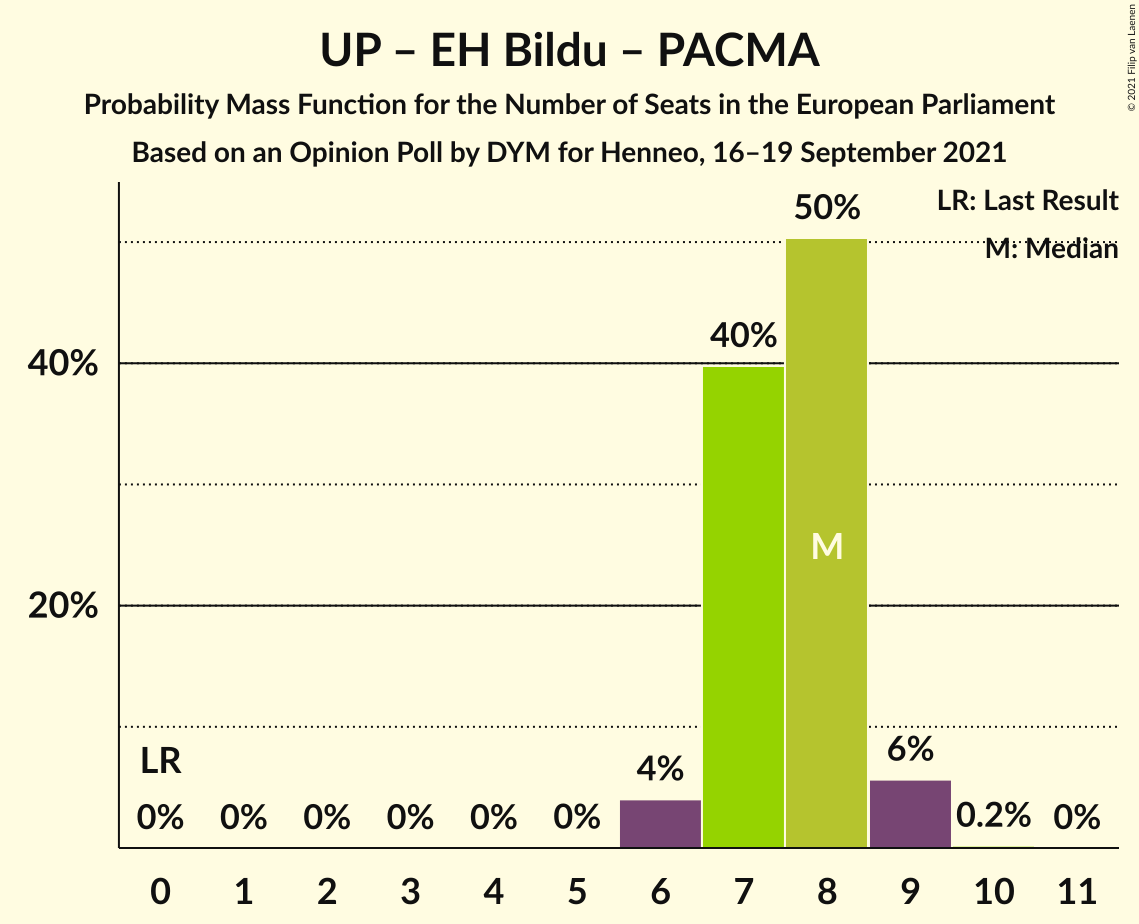 UP – EH Bildu – PACMA
Probability Mass Function for the Number of Seats in the European Parliament
Based on an Opinion Poll by DYM for Henneo, 16–19 September 2021
© 2021 Filip van Laenen
LR: Last Result
M: Median
50%
40%
40%
M
20%
LR
6%
4%
0% 0% 0% 0% 0% 0% 0.2% 0%
0 1 2 3 4 5 6 7 8 9 10 11